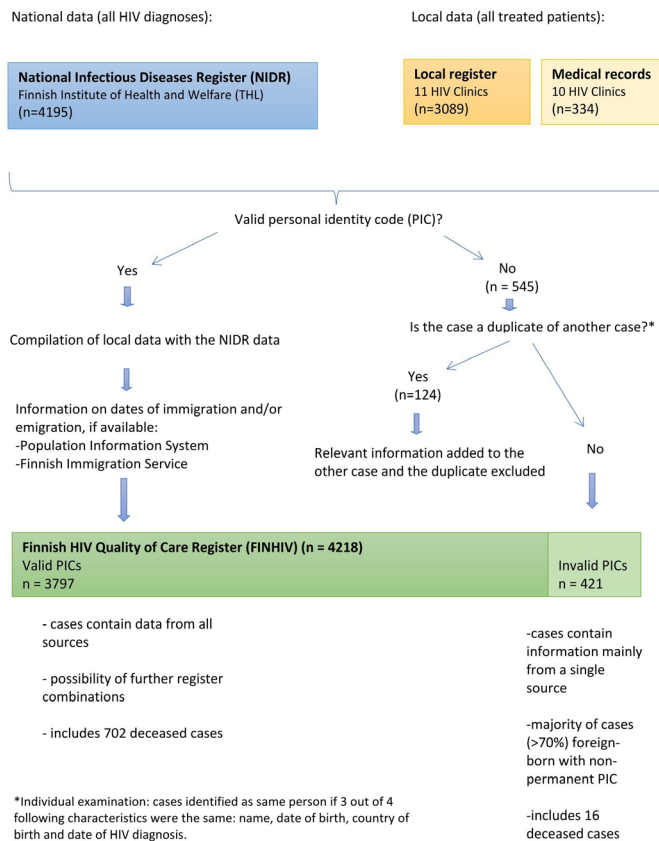 National data (all HIV diagnoses):
Local data (all treated patients):
National Infectious Diseases Register (NIDR)
Finnish Institute of Health and Welfare (THL)
(n=4195)
Local register
11 HIV Clinics
(n=3089)
Medical records
10 HIV Clinics
(n=334)
Valid personal identity code (PIC)?
Yes
No
(n = 545)
Compilation of local data with the NIDR data
Is the case a duplicate of another case?*
Information on dates of immigration and/or
emigration, if available:
-Population Information System
-Finnish Immigration Service
Yes
(n=124)
No
Relevant information added to the
other case and the duplicate excluded
Finnish HIV Quality of Care Register (FINHIV) (n = 4218)
Valid PICs
n = 3797
Invalid PICs
n = 421
- cases contain data from all
sources
- possibility of further register
combinations
- includes 702 deceased cases
-cases contain
information mainly
from a single
source
-majority of cases
(>70%) foreign-
born with non-
permanent PIC
-includes 16
deceased cases
*Individual examination: cases identified as same person if 3 out of 4
following characteristics were the same: name, date of birth, country of
birth and date of HIV diagnosis.